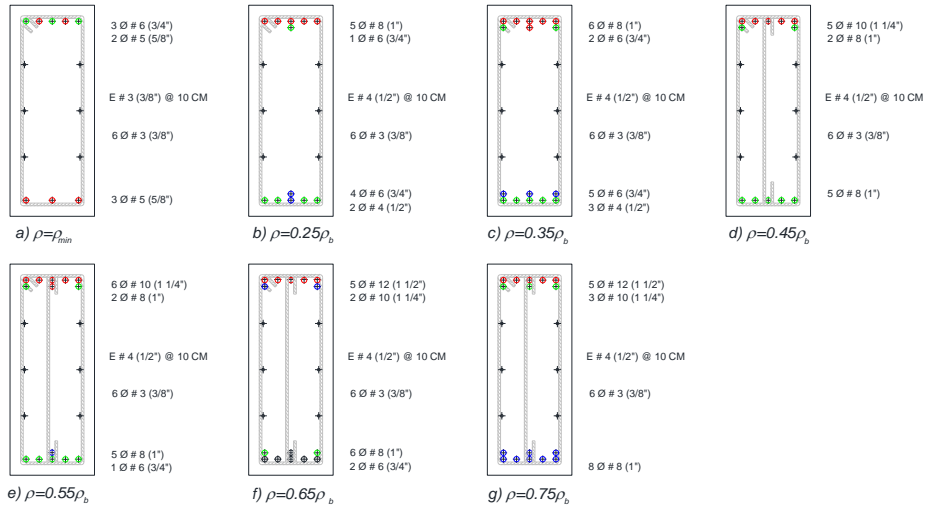 3 Ø # 6 (3/4")
2 Ø # 5 (5/8")
E # 3 (3/8") @ 10 CM
6 Ø # 3 (3/8")
3 Ø # 5 (5/8")
a) ρ=ρmin
5 Ø # 8 (1")
1 Ø # 6 (3/4")
E # 4 (1/2") @ 10 CM
6 Ø # 3 (3/8")
4 Ø # 6 (3/4")
2 Ø # 4 (1/2")
b) ρ=0.25ρb
6 Ø # 8 (1")
2 Ø # 6 (3/4")
E # 4 (1/2") @ 10 CM
6 Ø # 3 (3/8")
5 Ø # 6 (3/4")
3 Ø # 4 (1/2")
c) ρ=0.35ρb
5 Ø # 10 (1 1/4")
2 Ø # 8 (1")
E # 4 (1/2") @ 10 CM
6 Ø # 3 (3/8")
5 Ø # 8 (1")
d) ρ=0.45ρb
6 Ø # 10 (1 1/4")
2 Ø # 8 (1")
E # 4 (1/2") @ 10 CM
6 Ø # 3 (3/8")
5 Ø # 8 (1")
1 Ø # 6 (3/4")
e) ρ=0.55ρb
5 Ø # 12 (1 1/2")
2 Ø # 10 (1 1/4")
E # 4 (1/2") @ 10 CM
6 Ø # 3 (3/8")
6 Ø # 8 (1")
2 Ø # 6 (3/4")
f) ρ=0.65ρb
5 Ø # 12 (1 1/2")
3 Ø # 10 (1 1/4")
E # 4 (1/2") @ 10 CM
6 Ø # 3 (3/8")
8 Ø # 8 (1")
g) ρ=0.75ρb